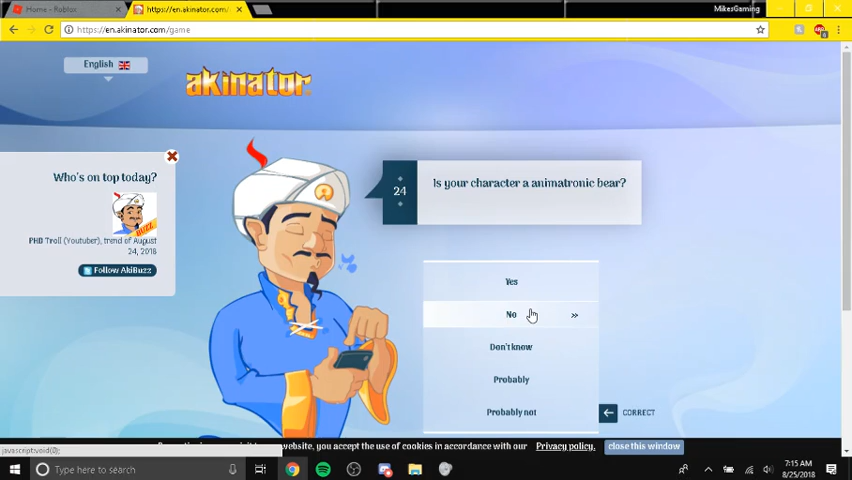 Home - Roblox
https://en.akinator.com/
MikesGaming
https://en.akinator.com/game
English
akinator
Who's on top today?
BUZZ
PHB Troll (Youtuber), trend of August
24, 2018
Follow AkiBuzz
24
Is your character a animatronic bear?
Yes
No
Don't know
Probably
Probably not
CORRECT
website, you accept the use of cookies in accordance with our Privacy policy. close this window
javascript:void(0);
Type here to search
7:15 AM
8/25/2018